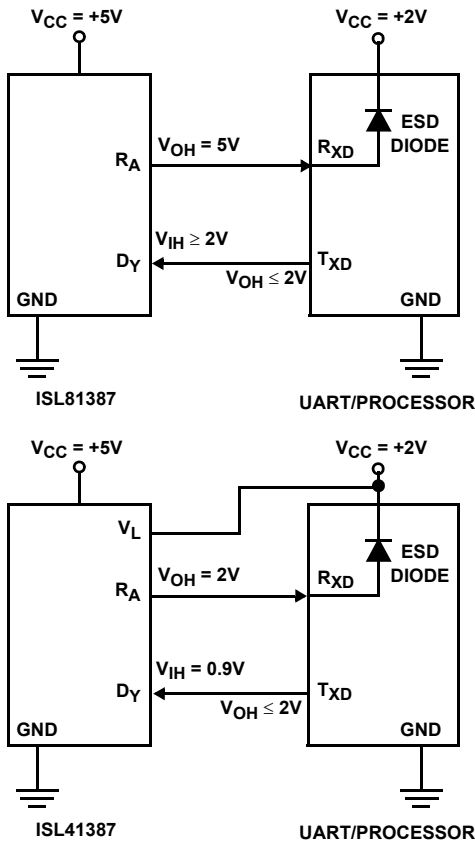 VCC = +5V
VCC = +2V
RA
VOH = 5V
RXD
ESD
DIODE
VIH ≥ 2V
DY
VOH ≤ 2V
TXD
GND
GND
ISL81387
UART/PROCESSOR
VCC = +5V
VCC = +2V
VL
RA
VOH = 2V
RXD
ESD
DIODE
VIH = 0.9V
DY
VOH ≤ 2V
TXD
GND
GND
ISL41387
UART/PROCESSOR